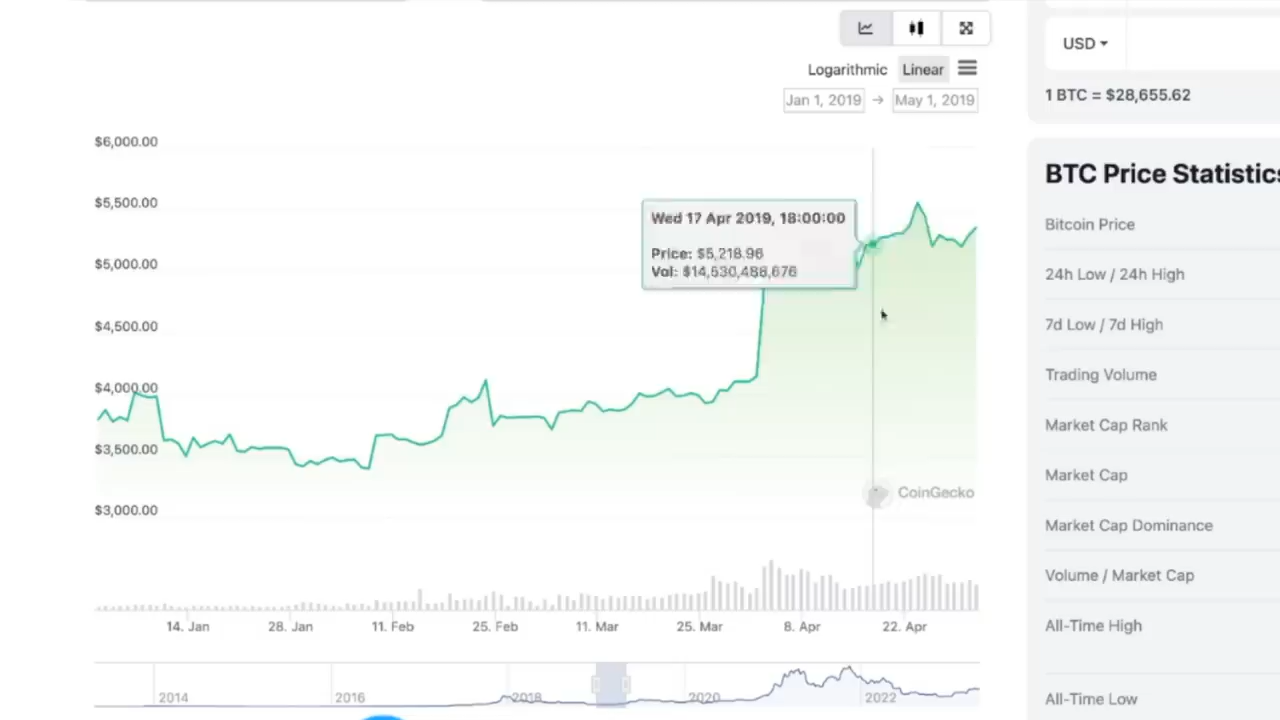 USD
Logarithmic Linear
Jan 1, 2019 → May 1, 2019
1 BTC = $28,655.62
$6,000.00
$5,500.00
$5,000.00
$4,500.00
$4,000.00
$3,500.00
$3,000.00
Wed 17 Apr 2019, 18:00:00
Price: $5,218.96
Vol: $14,530,488,676
CoinGecko
14. Jan 28. Jan 11. Feb 25. Feb 11. Mar 25. Mar 8. Apr 22. Apr
2014 2016 2018 2020 2022
BTC Price Statistics
Bitcoin Price
24h Low / 24h High
7d Low / 7d High
Trading Volume
Market Cap Rank
Market Cap
Market Cap Dominance
Volume / Market Cap
All-Time High
All-Time Low